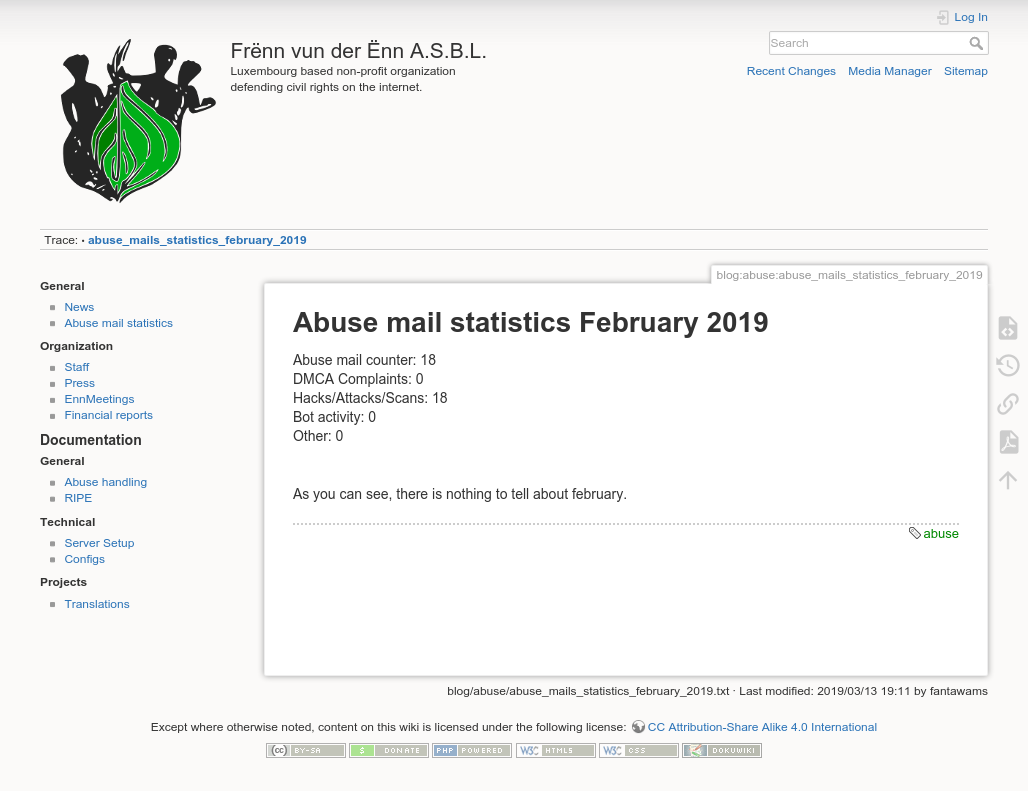 Log In
Frënn vun der Ënn A.S.B.L.
Luxembourg based non-profit organization
defending civil rights on the internet.
Search
Recent Changes Media Manager Sitemap
Trace: • abuse_mails_statistics_february_2019
blog:abuse:abuse_mails_statistics_february_2019
General
News
Abuse mail statistics
Organization
Staff
Press
EnnMeetings
Financial reports
Documentation
General
Abuse handling
RIPE
Technical
Server Setup
Configs
Projects
Translations
Abuse mail statistics February 2019
Abuse mail counter: 18
DMCA Complaints: 0
Hacks/Attacks/Scans: 18
Bot activity: 0
Other: 0
As you can see, there is nothing to tell about february.
abuse
blog/abuse/abuse_mails_statistics_february_2019.txt · Last modified: 2019/03/13 19:11 by fantawams
Except where otherwise noted, content on this wiki is licensed under the following license: CC Attribution-Share Alike 4.0 International
(cc) BY-SA $ DONATE PHP POWERED W3C HTML5 W3C CSS DOKUWIKI